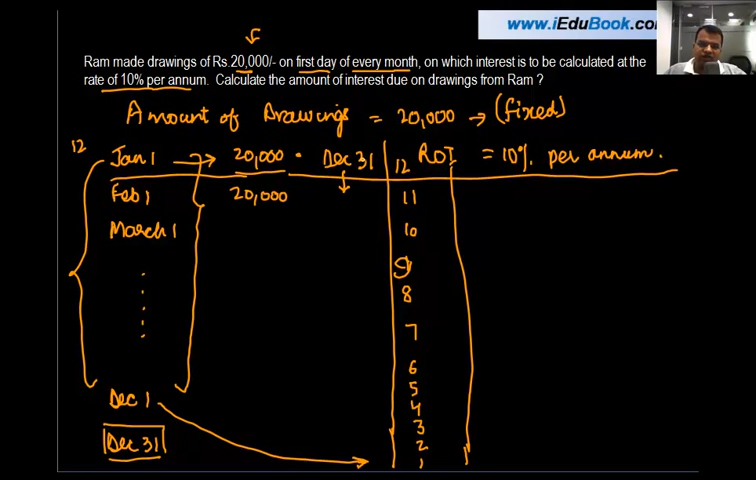 www.iEduBook.com
Ram made drawings of Rs.20,000/- on first day of every month, on which interest is to be calculated at the
rate of 10% per annum. Calculate the amount of interest due on drawings from Ram ?
Amount of Drawings = 20,000 → (fixed)
12 Jan 1 → 20,000 • Dec 31 12 ROI = 10% per annum.
Feb 1 20,000 11
March 1 10
9
8
7
6
5
Dec 1 4
3
Dec 31 2
1